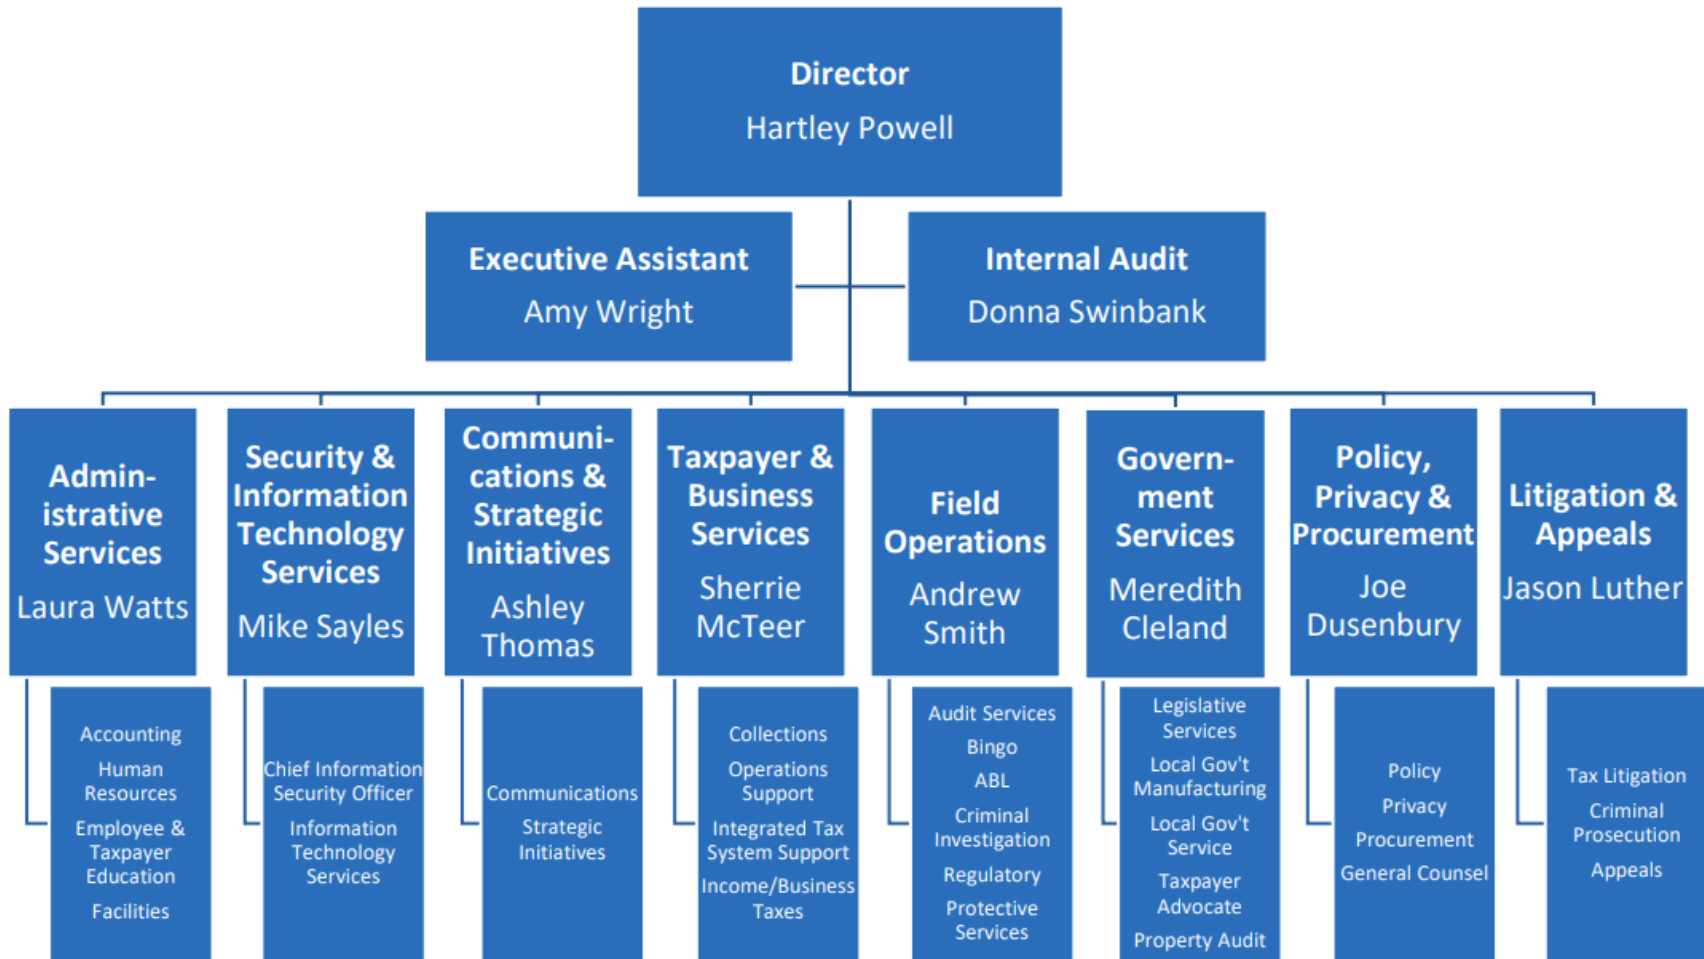 Director
Hartley Powell
Executive Assistant
Amy Wright
Internal Audit
Donna Swinbank
Admin-
istrative
Services
Laura Watts
Security &
Information
Technology
Services
Mike Sayles
Communi-
cations &
Strategic
Initiatives
Ashley
Thomas
Taxpayer &
Business
Services
Sherrie
McTeer
Field
Operations
Andrew
Smith
Govern-
ment
Services
Meredith
Cleland
Policy,
Privacy &
Procurement
Joe
Dusenbury
Litigation &
Appeals
Jason Luther
Accounting
Human
Resources
Employee &
Taxpayer
Education
Facilities
Chief Information
Security Officer
Information
Technology
Services
Communications
Strategic
Initiatives
Collections
Operations
Support
Integrated Tax
System Support
Income/Business
Taxes
Audit Services
Bingo
ABL
Criminal
Investigation
Regulatory
Protective
Services
Legislative
Services
Local Gov't
Manufacturing
Local Gov't
Service
Taxpayer
Advocate
Property Audit
Policy
Privacy
Procurement
General Counsel
Tax Litigation
Criminal
Prosecution
Appeals